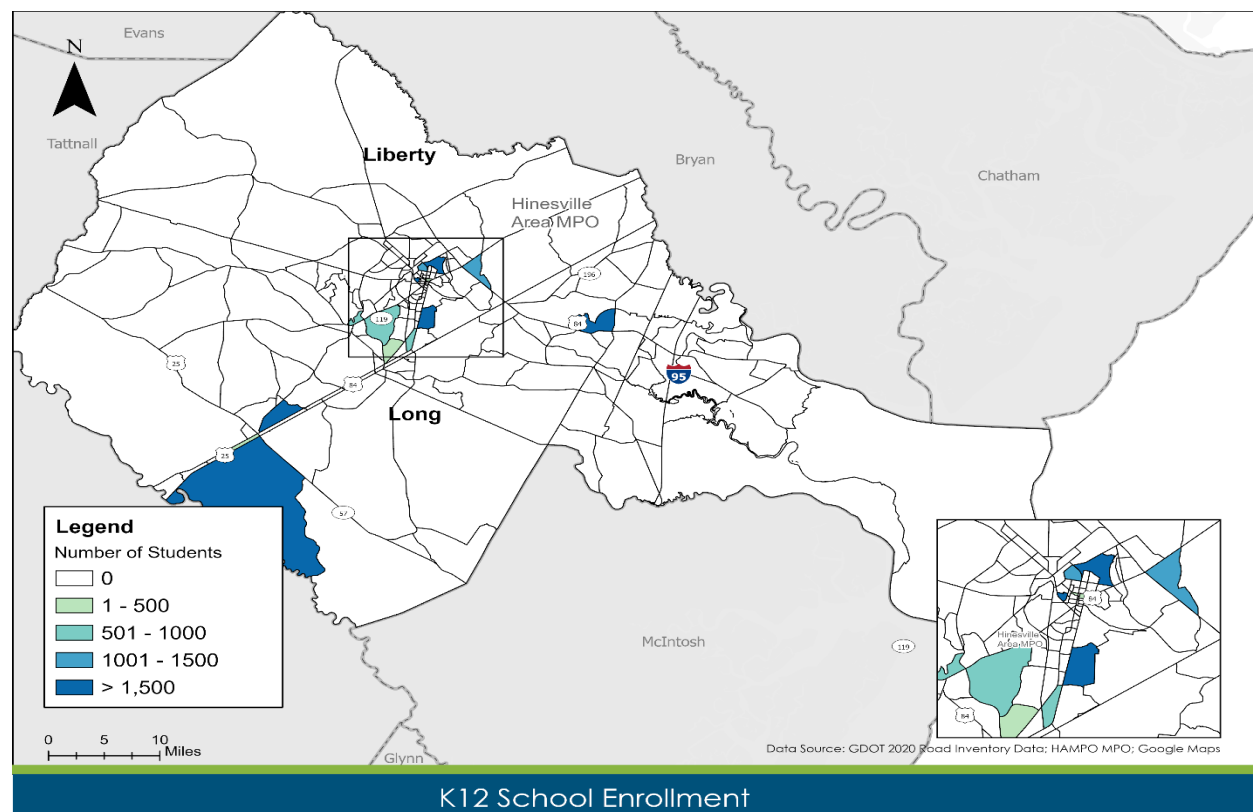 Evans
N
Tattnall
Liberty
Bryan
Chatham
Hinesville
Area MPO
196
119
84
25
84
95
Long
25
57
Legend
Number of Students
0
1 - 500
501 - 1000
1001 - 1500
> 1,500
McIntosh
119
84
Hinesville
Area MPO
84
0 5 10
Miles
Glynn
Data Source: GDOT 2020 Road Inventory Data; HAMPO MPO; Google Maps
K12 School Enrollment